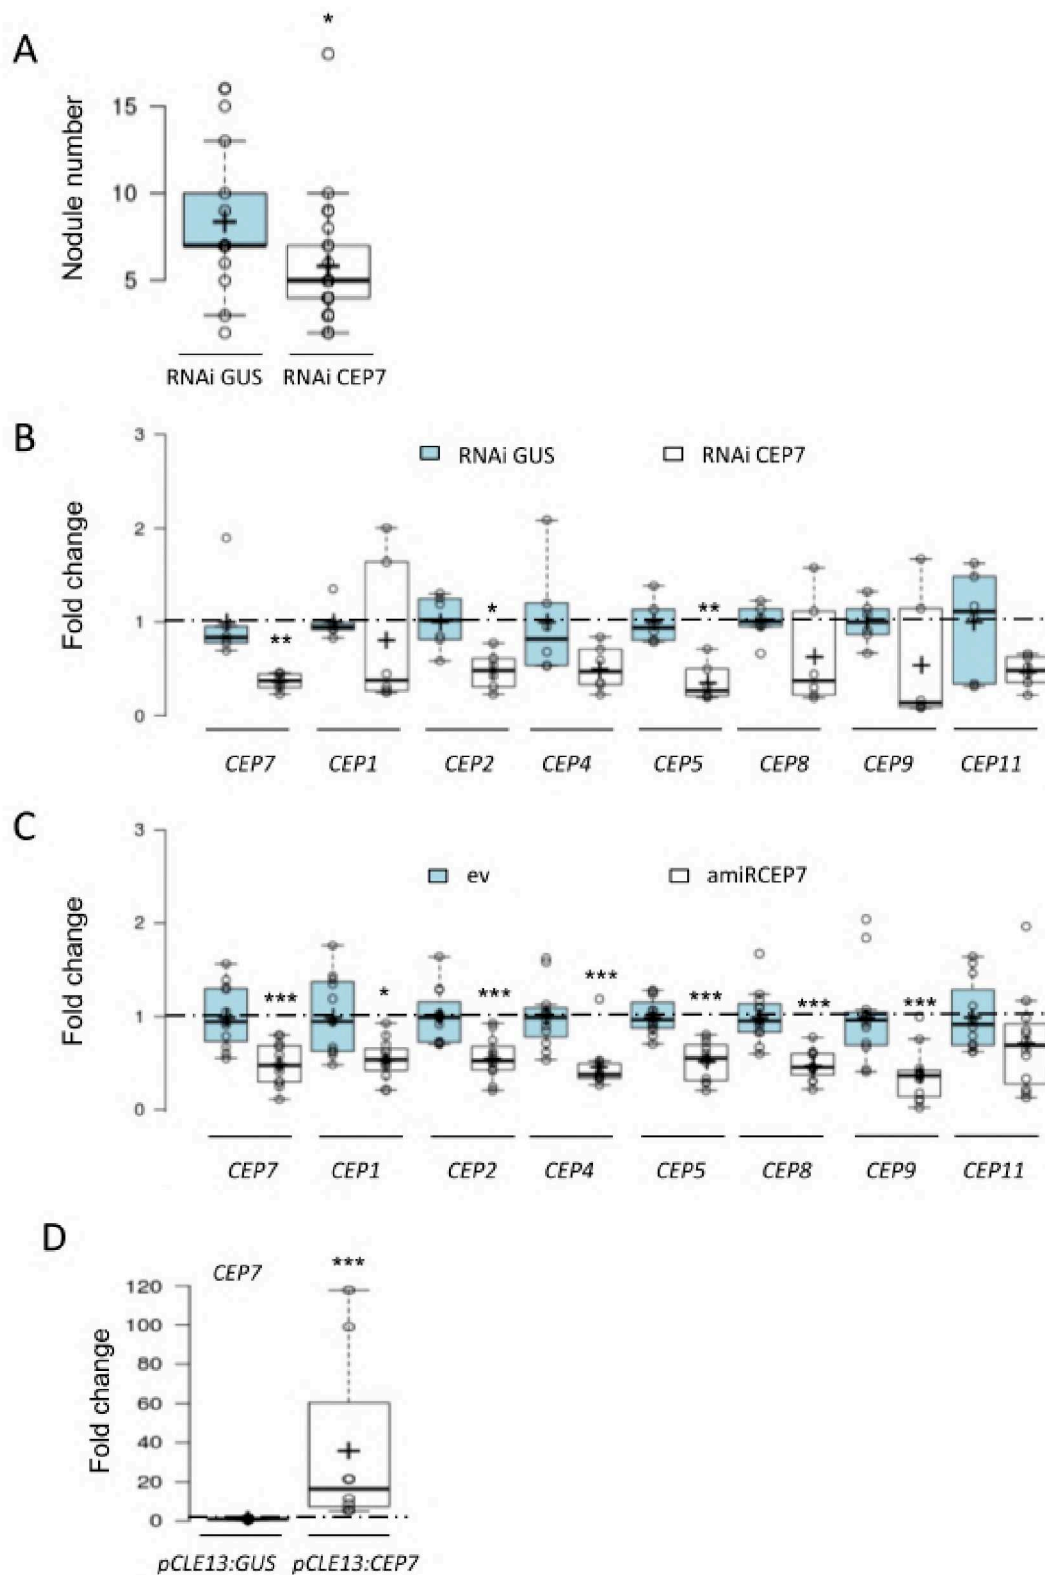 A
*
Nodule number
15
10
5
RNAi GUS RNAi CEP7
B
Fold change
3
2
1
0
RNAi GUS RNAi CEP7
** * **
CEP7 CEP1 CEP2 CEP4 CEP5 CEP8 CEP9 CEP11
C
Fold change
3
2
1
0
ev amiRCEP7
*** * *** *** *** *** ***
CEP7 CEP1 CEP2 CEP4 CEP5 CEP8 CEP9 CEP11
D
CEP7 ***
Fold change
120
100
80
60
40
20
0
pCLE13:GUS pCLE13:CEP7